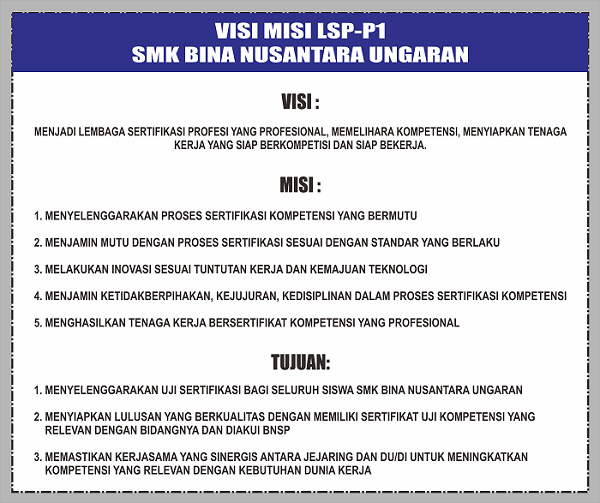 VISI MISI LSP-P1
SMK BINA NUSANTARA UNGARAN
VISI :
MENJADI LEMBAGA SERTIFIKASI PROFESI YANG PROFESIONAL, MEMELIHARA KOMPETENSI, MENYIAPKAN TENAGA
KERJA YANG SIAP BERKOMPETISI DAN SIAP BEKERJA.
MISI :
1. MENYELENGGARAKAN PROSES SERTIFIKASI KOMPETENSI YANG BERMUTU
2. MENJAMIN MUTU DENGAN PROSES SERTIFIKASI SESUAI DENGAN STANDAR YANG BERLAKU
3. MELAKUKAN INOVASI SESUAI TUNTUTAN KERJA DAN KEMAJUAN TEKNOLOGI
4. MENJAMIN KETIDAKBERPIHAKAN, KEJUJURAN, KEDISIPLINAN DALAM PROSES SERTIFIKASI KOMPETENSI
5. MENGHASILKAN TENAGA KERJA BERSERTIFIKAT KOMPETENSI YANG PROFESIONAL
TUJUAN:
1. MENYELENGGARAKAN UJI SERTIFIKASI BAGI SELURUH SISWA SMK BINA NUSANTARA UNGARAN
2. MENYIAPKAN LULUSAN YANG BERKUALITAS DENGAN MEMILIKI SERTIFIKAT UJI KOMPETENSI YANG
RELEVAN DENGAN BIDANGNYA DAN DIAKUI BNSP
3. MEMASTIKAN KERJASAMA YANG SINERGIS ANTARA JEJARING DAN DU/DI UNTUK MENINGKATKAN
KOMPETENSI YANG RELEVAN DENGAN KEBUTUHAN DUNIA KERJA